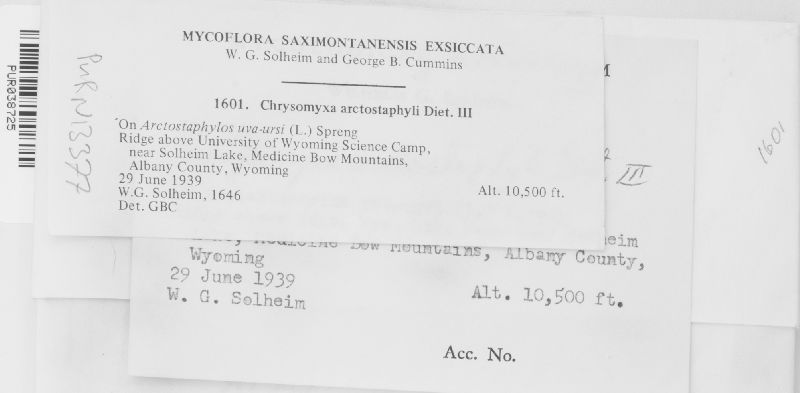 MYCOFLORA SAXIMONTANENSIS EXSICCATA
W. G. Solheim and George B. Cummins
1601. Chrysomyxa arctostaphyli Diet. III
On Arctostaphylos uva-ursi (L.) Spreng
Ridge above University of Wyoming Science Camp,
near Solheim Lake, Medicine Bow Mountains,
Albany County, Wyoming
29 June 1939
W.G. Solheim, 1646
Alt. 10,500 ft.
Det. GBC
PUR N13377
PUR038725
1601
III
Medicine Bow Mountains, Albany County,
Wyoming
29 June 1939
W. G. Solheim
Alt. 10,500 ft.
Acc. No.